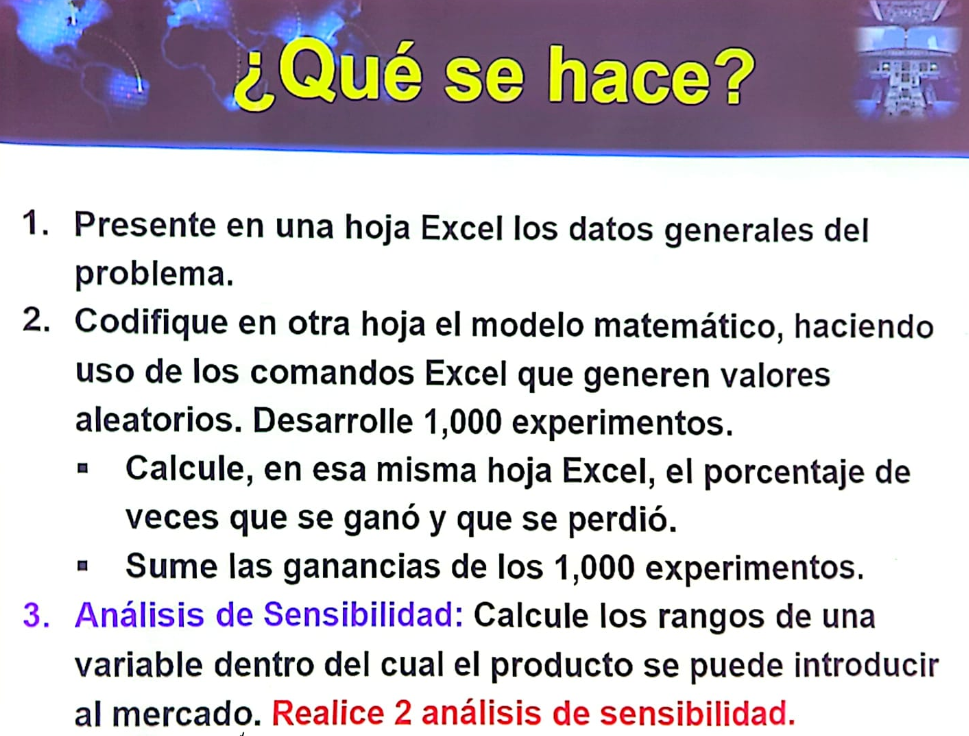 ¿Qué se hace?
1. Presente en una hoja Excel los datos generales del
problema.
2. Codifique en otra hoja el modelo matemático, haciendo
uso de los comandos Excel que generen valores
aleatorios. Desarrolle 1,000 experimentos.
▪ Calcule, en esa misma hoja Excel, el porcentaje de
veces que se ganó y que se perdió.
▪ Sume las ganancias de los 1,000 experimentos.
3. Análisis de Sensibilidad: Calcule los rangos de una
variable dentro del cual el producto se puede introducir
al mercado. Realice 2 análisis de sensibilidad.